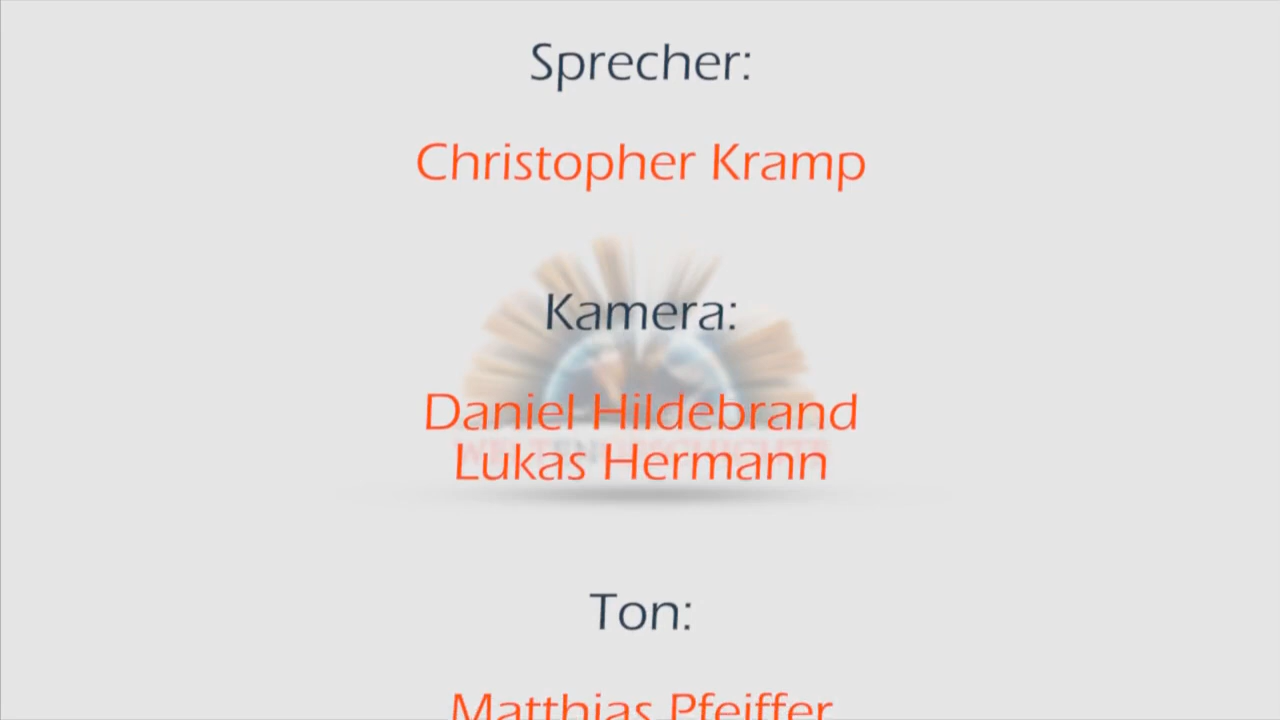 Sprecher:
Christopher Kramp
Kamera:
Daniel Hildebrand
Lukas Hermann
Ton:
Matthias Pfeiffer